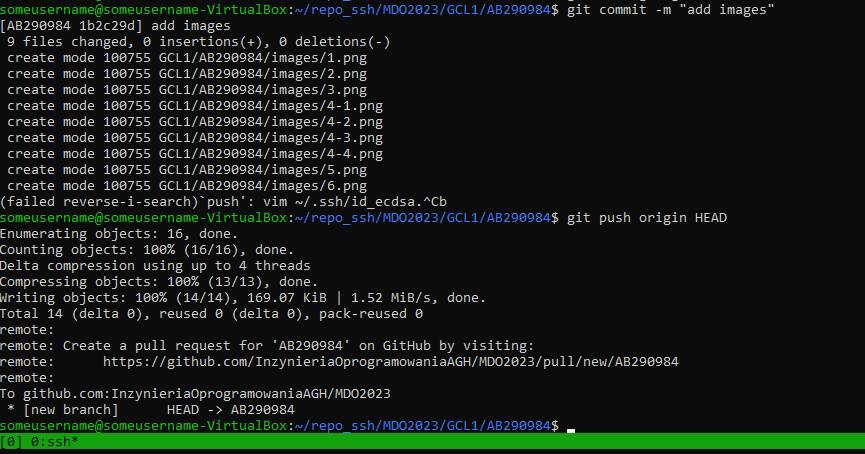 someusername@someusername-VirtualBox:~/repo_ssh/MDO2023/GCL1/AB290984$ git commit -m "add images"
[AB290984 1b2c29d] add images
 9 files changed, 0 insertions(+), 0 deletions(-)
 create mode 100755 GCL1/AB290984/images/1.png
 create mode 100755 GCL1/AB290984/images/2.png
 create mode 100755 GCL1/AB290984/images/3.png
 create mode 100755 GCL1/AB290984/images/4-1.png
 create mode 100755 GCL1/AB290984/images/4-2.png
 create mode 100755 GCL1/AB290984/images/4-3.png
 create mode 100755 GCL1/AB290984/images/4-4.png
 create mode 100755 GCL1/AB290984/images/5.png
 create mode 100755 GCL1/AB290984/images/6.png
(failed reverse-i-search)`push': vim ~/.ssh/id_ecdsa.^Cb
someusername@someusername-VirtualBox:~/repo_ssh/MDO2023/GCL1/AB290984$ git push origin HEAD
Enumerating objects: 16, done.
Counting objects: 100% (16/16), done.
Delta compression using up to 4 threads
Compressing objects: 100% (13/13), done.
Writing objects: 100% (14/14), 169.07 KiB | 1.52 MiB/s, done.
Total 14 (delta 0), reused 0 (delta 0), pack-reused 0
remote:
remote: Create a pull request for 'AB290984' on GitHub by visiting:
remote:      https://github.com/InzynieriaOprogramowaniaAGH/MDO2023/pull/new/AB290984
remote:
To github.com:InzynieriaOprogramowaniaAGH/MDO2023
 * [new branch]      HEAD -> AB290984
someusername@someusername-VirtualBox:~/repo_ssh/MDO2023/GCL1/AB290984$
[0] 0:ssh*